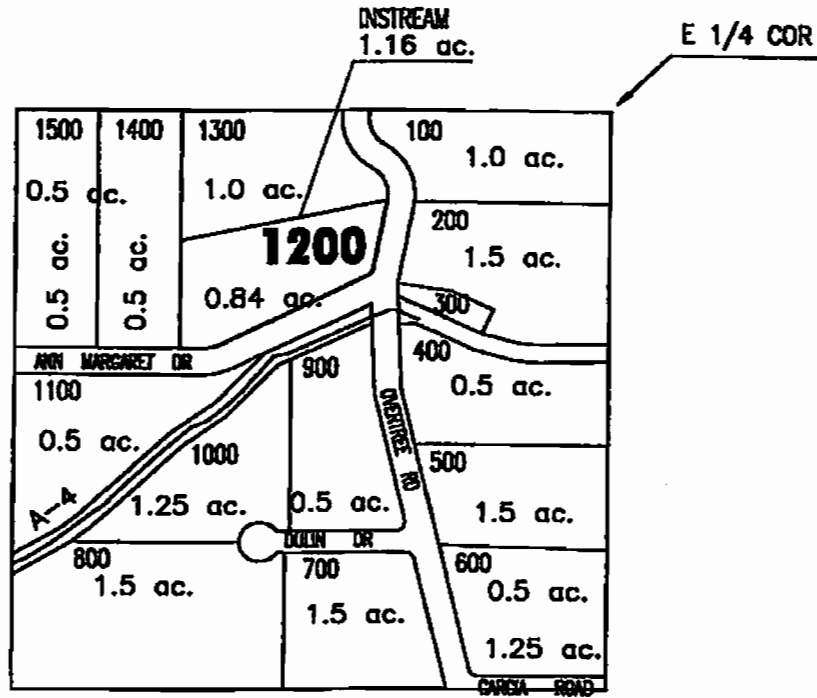 INSTREAM
1.16 ac.
E 1/4 COR
1500
1400
1300
100
0.5 ac.
1.0 ac.
1.0 ac.
0.5 ac.
0.5 ac.
1200
0.84 ac.
200
1.5 ac.
300
ANN MARGARET DR
900
400
0.5 ac.
1100
0.5 ac.
OVERTREE RD
1000
1.25 ac.
A-4
0.5 ac.
500
1.5 ac.
DULIN DR
800
1.5 ac.
700
1.5 ac.
600
0.5 ac.
1.25 ac.
GARCIA ROAD